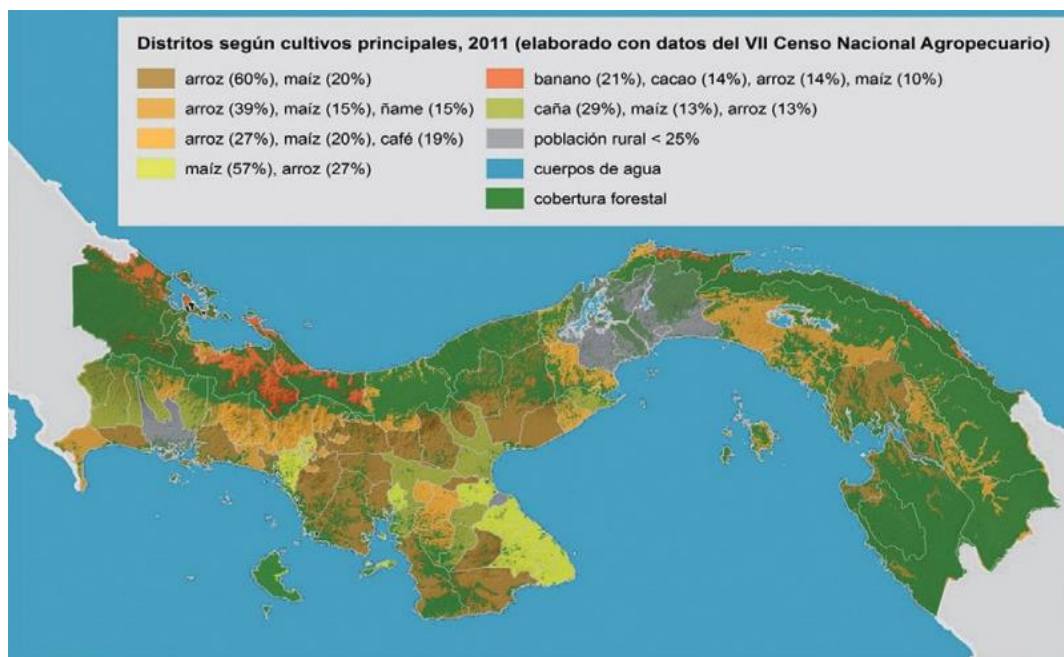 Distritos según cultivos principales, 2011 (elaborado con datos del VII Censo Nacional Agropecuario)
arroz (60%), maíz (20%)
arroz (39%), maíz (15%), ñame (15%)
arroz (27%), maíz (20%), café (19%)
maíz (57%), arroz (27%)
banano (21%), cacao (14%), arroz (14%), maíz (10%)
caña (29%), maíz (13%), arroz (13%)
población rural < 25%
cuerpos de agua
cobertura forestal